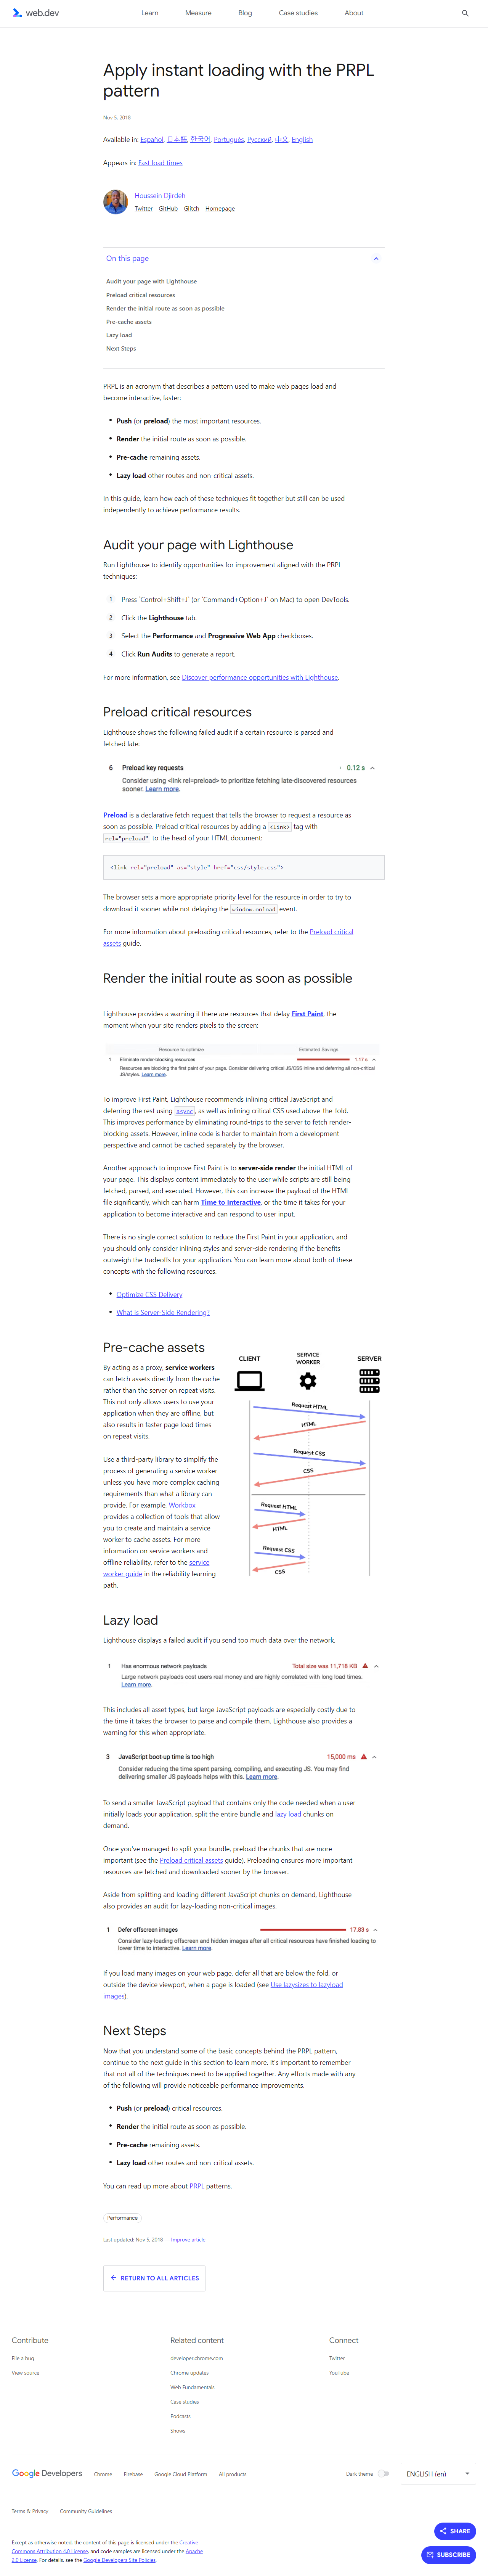 web.dev
Learn
Measure
Blog
Case studies
About
Apply instant loading with the PRPL
pattern
Nov 5, 2018
Available in: Español, 日本語, 한국어, Português, Русский, 中文, English
Appears in: Fast load times
Houssein Djirdeh
Twitter GitHub Glitch Homepage
On this page
Audit your page with Lighthouse
Preload critical resources
Render the initial route as soon as possible
Pre-cache assets
Lazy load
Next Steps
PRPL is an acronym that describes a pattern used to make web pages load and
become interactive, faster:
• Push (or preload) the most important resources.
• Render the initial route as soon as possible.
• Pre-cache remaining assets.
• Lazy load other routes and non-critical assets.
In this guide, learn how each of these techniques fit together but still can be used
independently to achieve performance results.
Audit your page with Lighthouse
Run Lighthouse to identify opportunities for improvement aligned with the PRPL
techniques:
1 Press `Control+Shift+J` (or `Command+Option+J` on Mac) to open DevTools.
2 Click the Lighthouse tab.
3 Select the Performance and Progressive Web App checkboxes.
4 Click Run Audits to generate a report.
For more information, see Discover performance opportunities with Lighthouse.
Preload critical resources
Lighthouse shows the following failed audit if a certain resource is parsed and
fetched late:
6 Preload key requests 0.12 s
Consider using <link rel=preload> to prioritize fetching late-discovered resources
sooner. Learn more.
Preload is a declarative fetch request that tells the browser to request a resource as
soon as possible. Preload critical resources by adding a <link> tag with
rel="preload" to the head of your HTML document:
<link rel="preload" as="style" href="css/style.css">
The browser sets a more appropriate priority level for the resource in order to try to
download it sooner while not delaying the window.onload event.
For more information about preloading critical resources, refer to the Preload critical
assets guide.
Render the initial route as soon as possible
Lighthouse provides a warning if there are resources that delay First Paint, the
moment when your site renders pixels to the screen:
Resource to optimize Estimated Savings
1 Eliminate render-blocking resources 1.17 s
Resources are blocking the first paint of your page. Consider delivering critical JS/CSS inline and deferring all non-critical
JS/styles. Learn more.
To improve First Paint, Lighthouse recommends inlining critical JavaScript and
deferring the rest using async, as well as inlining critical CSS used above-the-fold.
This improves performance by eliminating round-trips to the server to fetch render-
blocking assets. However, inline code is harder to maintain from a development
perspective and cannot be cached separately by the browser.
Another approach to improve First Paint is to server-side render the initial HTML of
your page. This displays content immediately to the user while scripts are still being
fetched, parsed, and executed. However, this can increase the payload of the HTML
file significantly, which can harm Time to Interactive, or the time it takes for your
application to become interactive and can respond to user input.
There is no single correct solution to reduce the First Paint in your application, and
you should only consider inlining styles and server-side rendering if the benefits
outweigh the tradeoffs for your application. You can learn more about both of these
concepts with the following resources.
• Optimize CSS Delivery
• What is Server-Side Rendering?
Pre-cache assets
By acting as a proxy, service workers
can fetch assets directly from the cache
rather than the server on repeat visits.
This not only allows users to use your
application when they are offline, but
also results in faster page load times
on repeat visits.
Use a third-party library to simplify the
process of generating a service worker
unless you have more complex caching
requirements than what a library can
provide. For example, Workbox
provides a collection of tools that allow
you to create and maintain a service
worker to cache assets. For more
information on service workers and
offline reliability, refer to the service
worker guide in the reliability learning
path.
CLIENT
SERVICE
WORKER
SERVER
Request HTML
HTML
Request CSS
CSS
Request HTML
HTML
Request CSS
CSS
Lazy load
Lighthouse displays a failed audit if you send too much data over the network.
1 Has enormous network payloads Total size was 11,718 KB
Large network payloads cost users real money and are highly correlated with long load times.
Learn more.
This includes all asset types, but large JavaScript payloads are especially costly due to
the time it takes the browser to parse and compile them. Lighthouse also provides a
warning for this when appropriate.
3 JavaScript boot-up time is too high 15,000 ms
Consider reducing the time spent parsing, compiling, and executing JS. You may find
delivering smaller JS payloads helps with this. Learn more.
To send a smaller JavaScript payload that contains only the code needed when a user
initially loads your application, split the entire bundle and lazy load chunks on
demand.
Once you've managed to split your bundle, preload the chunks that are more
important (see the Preload critical assets guide). Preloading ensures more important
resources are fetched and downloaded sooner by the browser.
Aside from splitting and loading different JavaScript chunks on demand, Lighthouse
also provides an audit for lazy-loading non-critical images.
1 Defer offscreen images 17.83 s
Consider lazy-loading offscreen and hidden images after all critical resources have finished loading to
lower time to interactive. Learn more.
If you load many images on your web page, defer all that are below the fold, or
outside the device viewport, when a page is loaded (see Use lazysizes to lazyload
images).
Next Steps
Now that you understand some of the basic concepts behind the PRPL pattern,
continue to the next guide in this section to learn more. It's important to remember
that not all of the techniques need to be applied together. Any efforts made with any
of the following will provide noticeable performance improvements.
• Push (or preload) critical resources.
• Render the initial route as soon as possible.
• Pre-cache remaining assets.
• Lazy load other routes and non-critical assets.
You can read up more about PRPL patterns.
Performance
Last updated: Nov 5, 2018 — Improve article
RETURN TO ALL ARTICLES
Contribute
File a bug
View source
Related content
developer.chrome.com
Chrome updates
Web Fundamentals
Case studies
Podcasts
Shows
Connect
Twitter
YouTube
Google Developers
Chrome
Firebase
Google Cloud Platform
All products
Dark theme
ENGLISH (en)
Terms & Privacy
Community Guidelines
SHARE
SUBSCRIBE
Except as otherwise noted, the content of this page is licensed under the Creative
Commons Attribution 4.0 License, and code samples are licensed under the Apache
2.0 License. For details, see the Google Developers Site Policies.